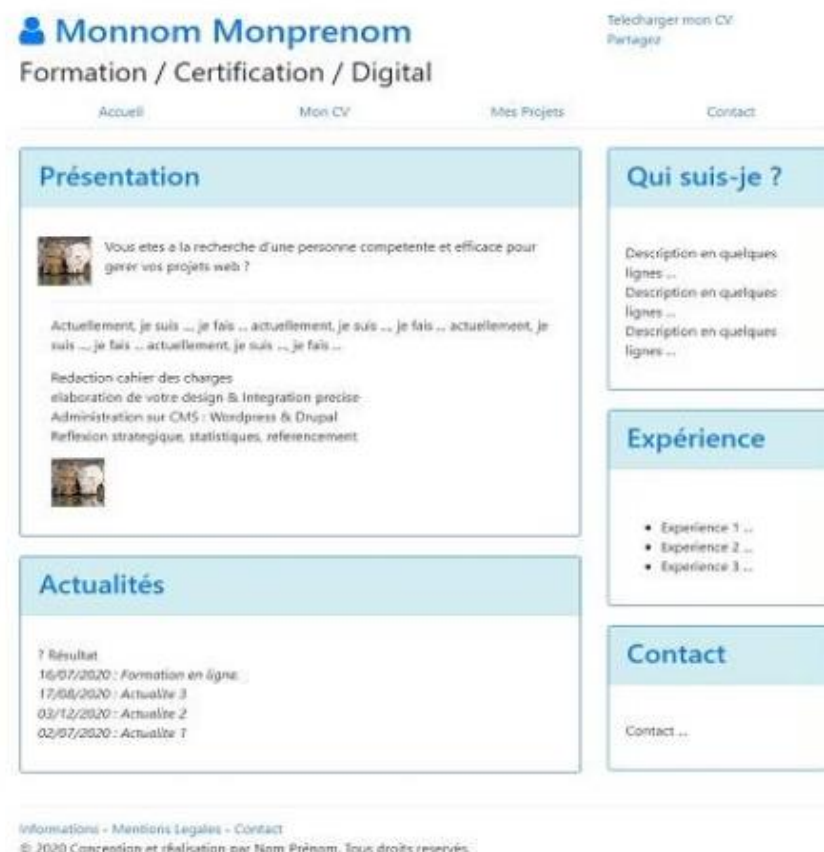 Monnom Monprenom
Formation / Certification / Digital
Telecharger mon CV
Partagez
Accueil
Mon CV
Mes Projets
Contact
Présentation
Vous etes a la recherche d'une personne competente et efficace pour
gerer vos projets web ?
Actuellement, je suis ..., je fais ... actuellement, je suis ..., je fais ... actuellement, je
suis ..., je fais ... actuellement, je suis ..., je fais ...
Redaction cahier des charges
elaboration de votre design & Integration precise
Administration sur CMS : Wordpress & Drupal
Reflexion strategique, statistiques, referencement
Actualités
? Résultat
16/07/2020 : Formation en ligne.
17/08/2020 : Actualite 3
03/12/2020 : Actualite 2
02/07/2020 : Actualite 1
Qui suis-je ?
Description en quelques
lignes ...
Description en quelques
lignes ...
Description en quelques
lignes ...
Expérience
Experience 1 ...
Experience 2 ...
Experience 3 ...
Contact
Contact ...
Informations - Mentions Legales - Contact
© 2020 Conception et réalisation par Nom Prénom. Tous droits reservés.